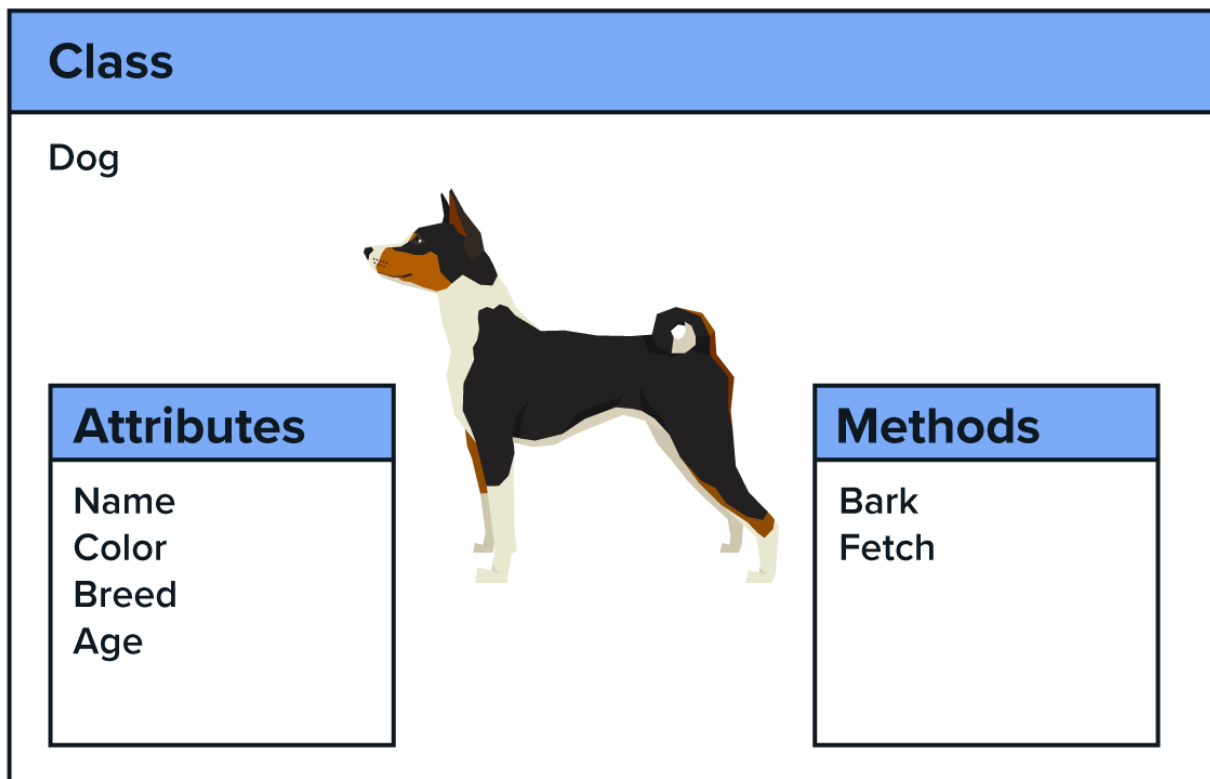 Class
Dog
Attributes
Name
Color
Breed
Age
Methods
Bark
Fetch